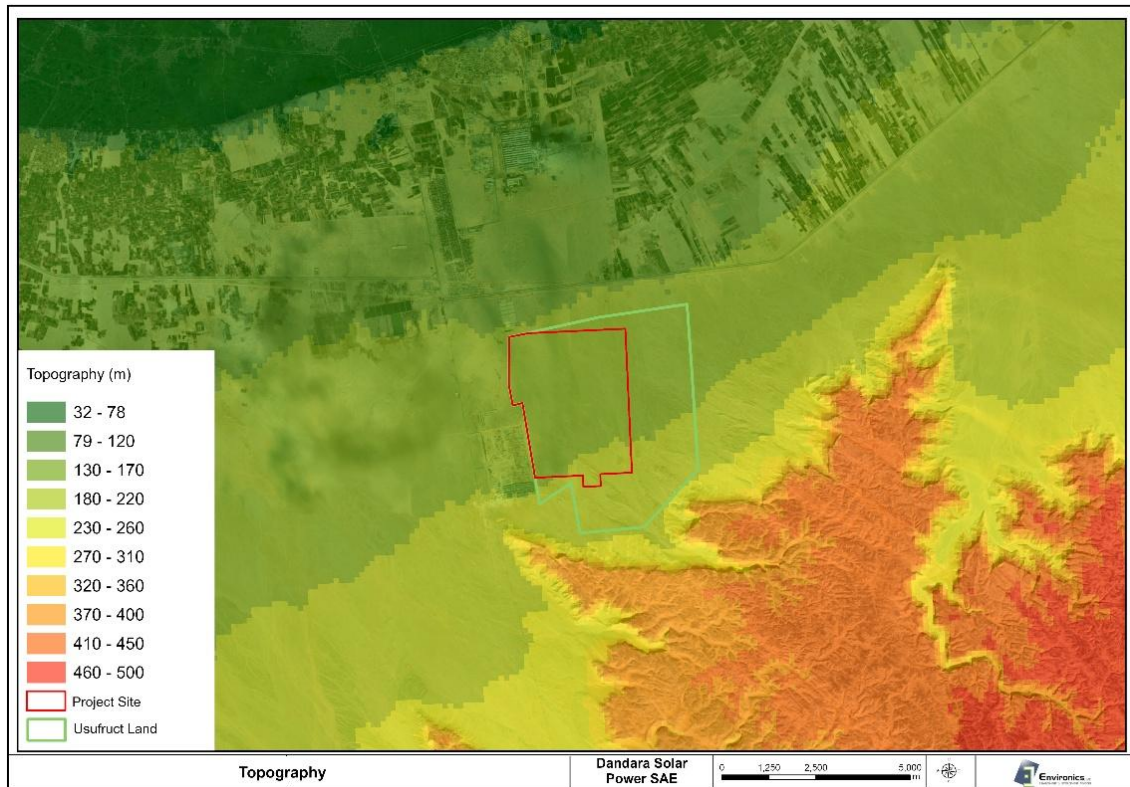 Topography (m)
32 - 78
79 - 120
130 - 170
180 - 220
230 - 260
270 - 310
320 - 360
370 - 400
410 - 450
460 - 500
Project Site
Usufruct Land
Topography
Dandara Solar
Power SAE
0 1,250 2,500 5,000
m
Environics